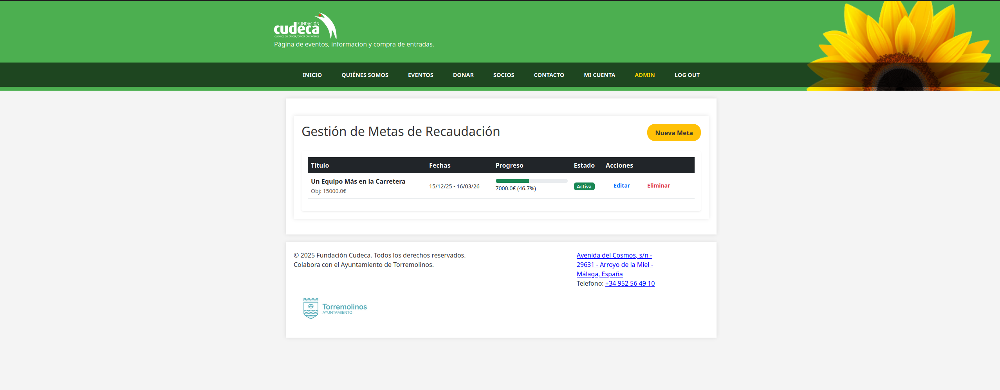 FUNDACIÓN
cudeca
CUIDADOS DEL CÁNCER/CANCER CARE HOSPICE
Página de eventos, informacion y compra de entradas.
INICIO QUIÉNES SOMOS EVENTOS DONAR SOCIOS CONTACTO MI CUENTA ADMIN LOG OUT
Gestión de Metas de Recaudación Nueva Meta
Título Fechas Progreso Estado Acciones
Un Equipo Más en la Carretera
Obj: 15000.0€
15/12/25 - 16/03/26
7000.0€ (46.7%)
Activa
Editar
Eliminar
© 2025 Fundación Cudeca. Todos los derechos reservados.
Colabora con el Ayuntamiento de Torremolinos.
Avenida del Cosmos, s/n -
29631 - Arroyo de la Miel -
Málaga, España
Telefono: +34 952 56 49 10
Torremolinos
AYUNTAMIENTO